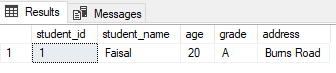 Results Messages
student_id student_name age grade address
1 1 Faisal 20 A Burns Road